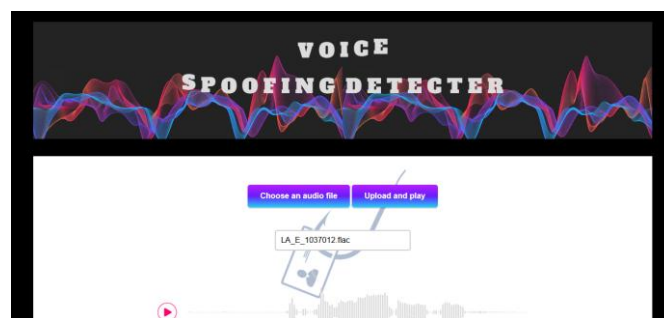 VOICE
SPOOFING DETECTER
Choose an audio file Upload and play
LA_E_1037012.flac